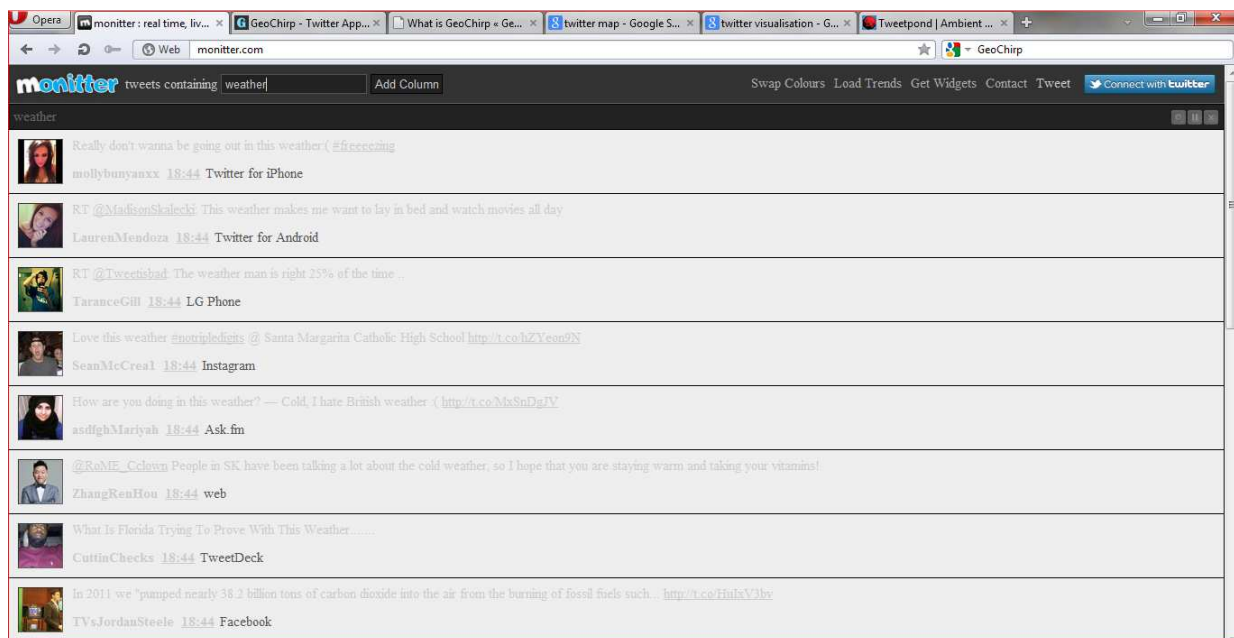 Opera monitter : real time, liv... GeoChirp - Twitter App... What is GeoChirp « Ge... twitter map - Google S... twitter visualisation - G... Tweetpond | Ambient ...
Web monitter.com GeoChirp
monitter tweets containing weather Add Column Swap Colours Load Trends Get Widgets Contact Tweet Connect with twitter
weather
Really don't wanna be going out in this weather:( #freeeezing
mollybunyanxx 18:44 Twitter for iPhone
RT @MadisonSkalecki: This weather makes me want to lay in bed and watch movies all day
LaurenMendoza 18:44 Twitter for Android
RT @Tweetisbad: The weather man is right 25% of the time ..
TaranceGill 18:44 LG Phone
Love this weather #notripledigits @ Santa Margarita Catholic High School http://t.co/hZYeon9N
SeanMcCrea1 18:44 Instagram
How are you doing in this weather? — Cold, I hate British weather :( http://t.co/MxSnDgJV
asdfghMariyah 18:44 Ask.fm
@RoME_Cclown People in SK have been talking a lot about the cold weather, so I hope that you are staying warm and taking your vitamins!
ZhangRenHou 18:44 web
What Is Florida Trying To Prove With This Weather.......
CuttinChecks 18:44 TweetDeck
In 2011 we "pumped nearly 38.2 billion tons of carbon dioxide into the air from the burning of fossil fuels such... http://t.co/HuIxV3bv
TVsJordanSteele 18:44 Facebook